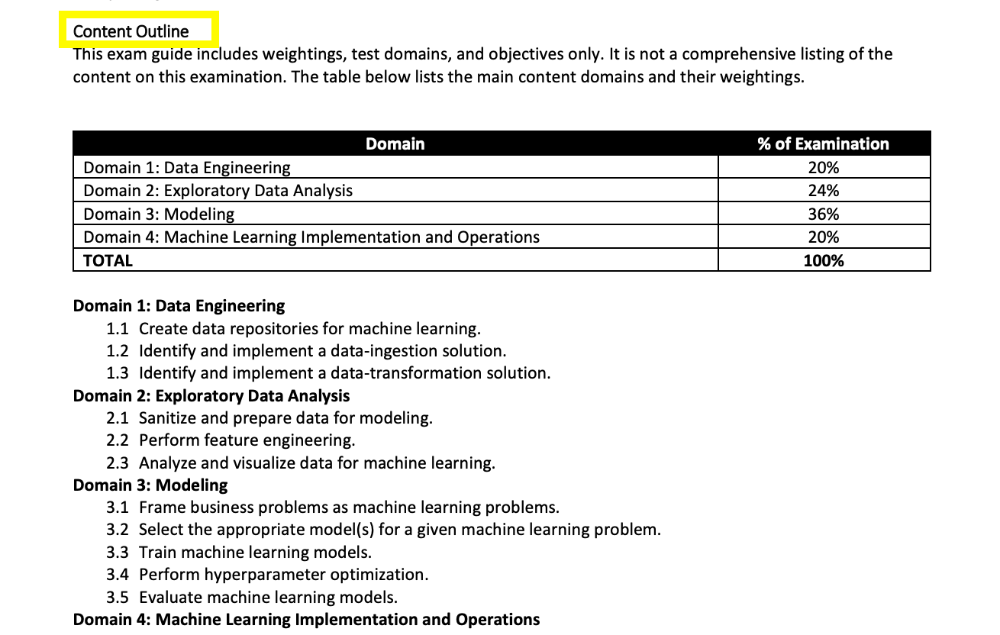 Content Outline
This exam guide includes weightings, test domains, and objectives only. It is not a comprehensive listing of the
content on this examination. The table below lists the main content domains and their weightings.
Domain % of Examination
Domain 1: Data Engineering 20%
Domain 2: Exploratory Data Analysis 24%
Domain 3: Modeling 36%
Domain 4: Machine Learning Implementation and Operations 20%
TOTAL 100%
Domain 1: Data Engineering
1.1 Create data repositories for machine learning.
1.2 Identify and implement a data-ingestion solution.
1.3 Identify and implement a data-transformation solution.
Domain 2: Exploratory Data Analysis
2.1 Sanitize and prepare data for modeling.
2.2 Perform feature engineering.
2.3 Analyze and visualize data for machine learning.
Domain 3: Modeling
3.1 Frame business problems as machine learning problems.
3.2 Select the appropriate model(s) for a given machine learning problem.
3.3 Train machine learning models.
3.4 Perform hyperparameter optimization.
3.5 Evaluate machine learning models.
Domain 4: Machine Learning Implementation and Operations